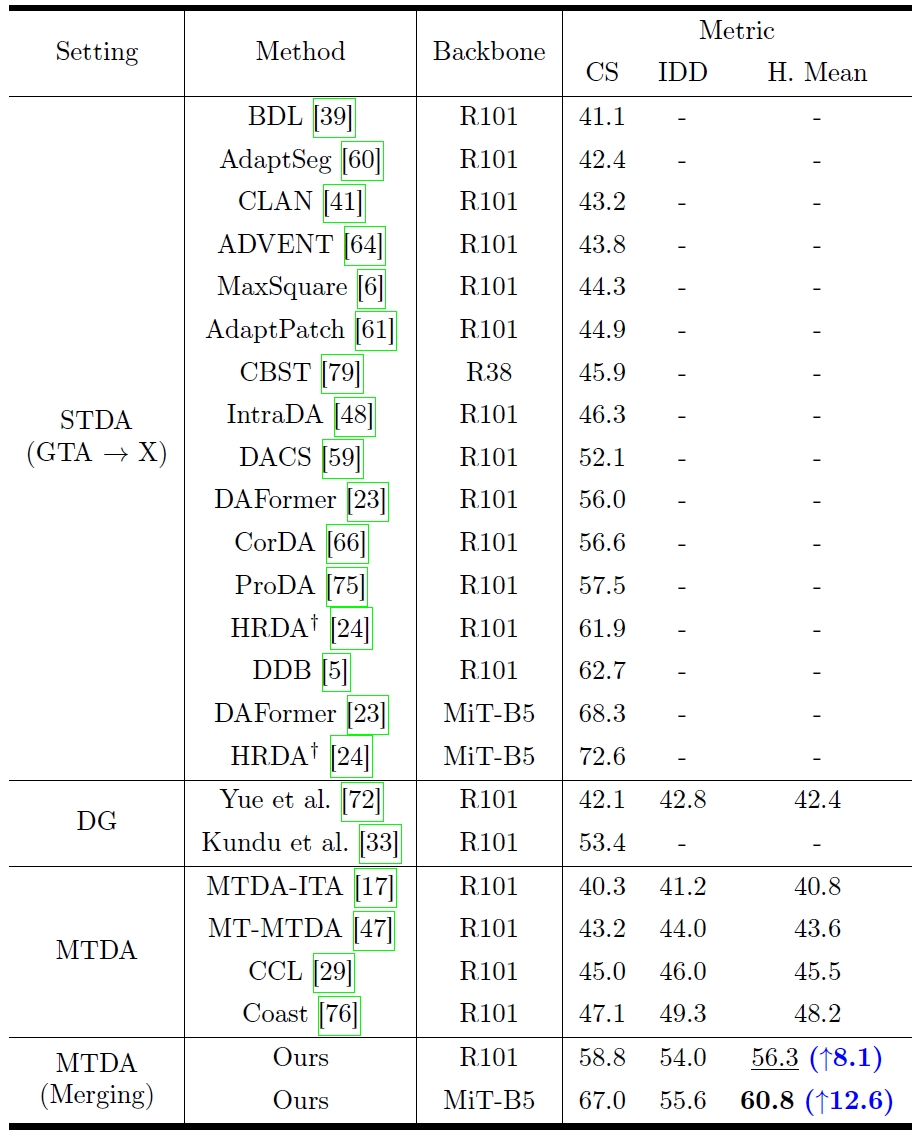 Setting Method Backbone Metric
CS IDD H. Mean
BDL [39] R101 41.1 - -
AdaptSeg [60] R101 42.4 - -
CLAN [41] R101 43.2 - -
ADVENT [64] R101 43.8 - -
MaxSquare [6] R101 44.3 - -
AdaptPatch [61] R101 44.9 - -
CBST [79] R38 45.9 - -
IntraDA [48] R101 46.3 - -
STDA
(GTA → X)
DACS [59] R101 52.1 - -
DAFormer [23] R101 56.0 - -
CorDA [66] R101 56.6 - -
ProDA [75] R101 57.5 - -
HRDA† [24] R101 61.9 - -
DDB [5] R101 62.7 - -
DAFormer [23] MiT-B5 68.3 - -
HRDA† [24] MiT-B5 72.6 - -
DG
Yue et al. [72] R101 42.1 42.8 42.4
Kundu et al. [33] R101 53.4 - -
MTDA
MTDA-ITA [17] R101 40.3 41.2 40.8
MT-MTDA [47] R101 43.2 44.0 43.6
CCL [29] R101 45.0 46.0 45.5
Coast [76] R101 47.1 49.3 48.2
MTDA
(Merging)
Ours R101 58.8 54.0 56.3 (↑8.1)
Ours MiT-B5 67.0 55.6 60.8 (↑12.6)